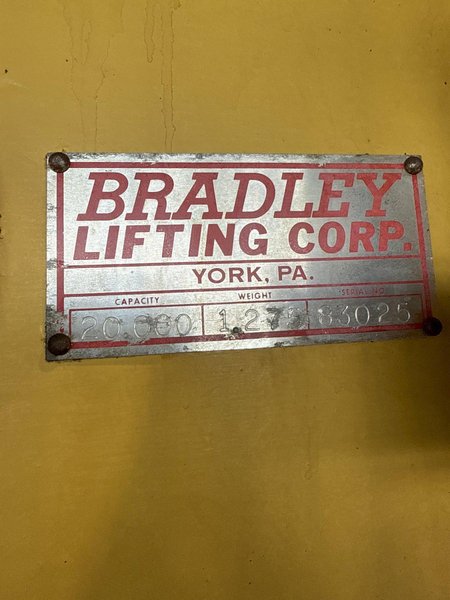 BRADLEY
LIFTING CORP.
YORK, PA.
CAPACITY WEIGHT SERIAL NO.
20,000 83025